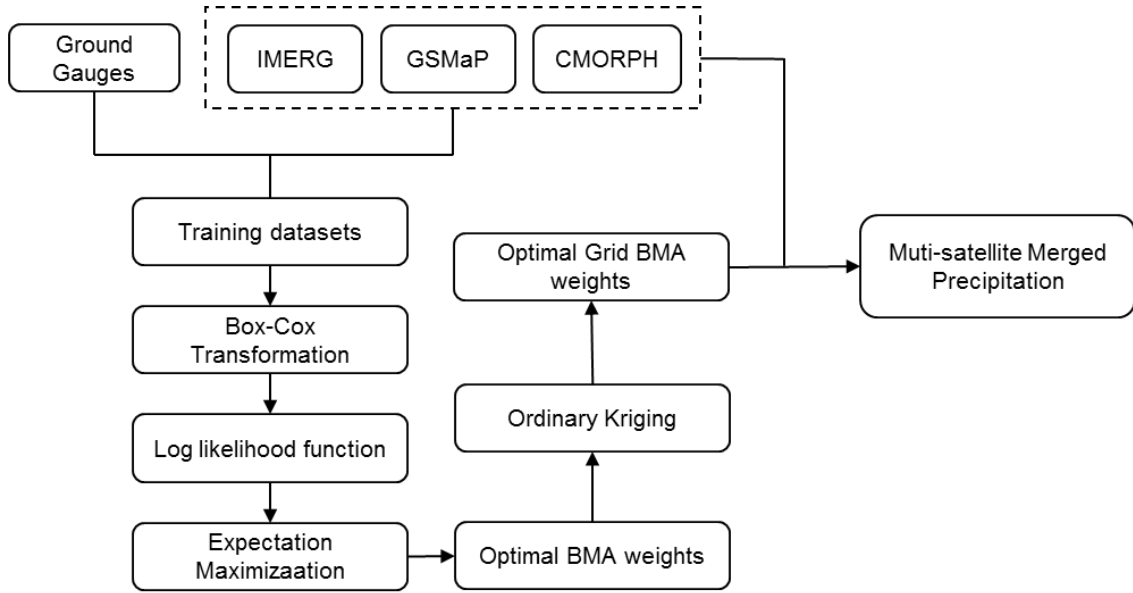 Ground
Gauges
IMERG
GSMaP
CMORPH
Training datasets
Box-Cox
Transformation
Log likelihood function
Expectation
Maximizaation
Optimal BMA weights
Ordinary Kriging
Optimal Grid BMA
weights
Muti-satellite Merged
Precipitation